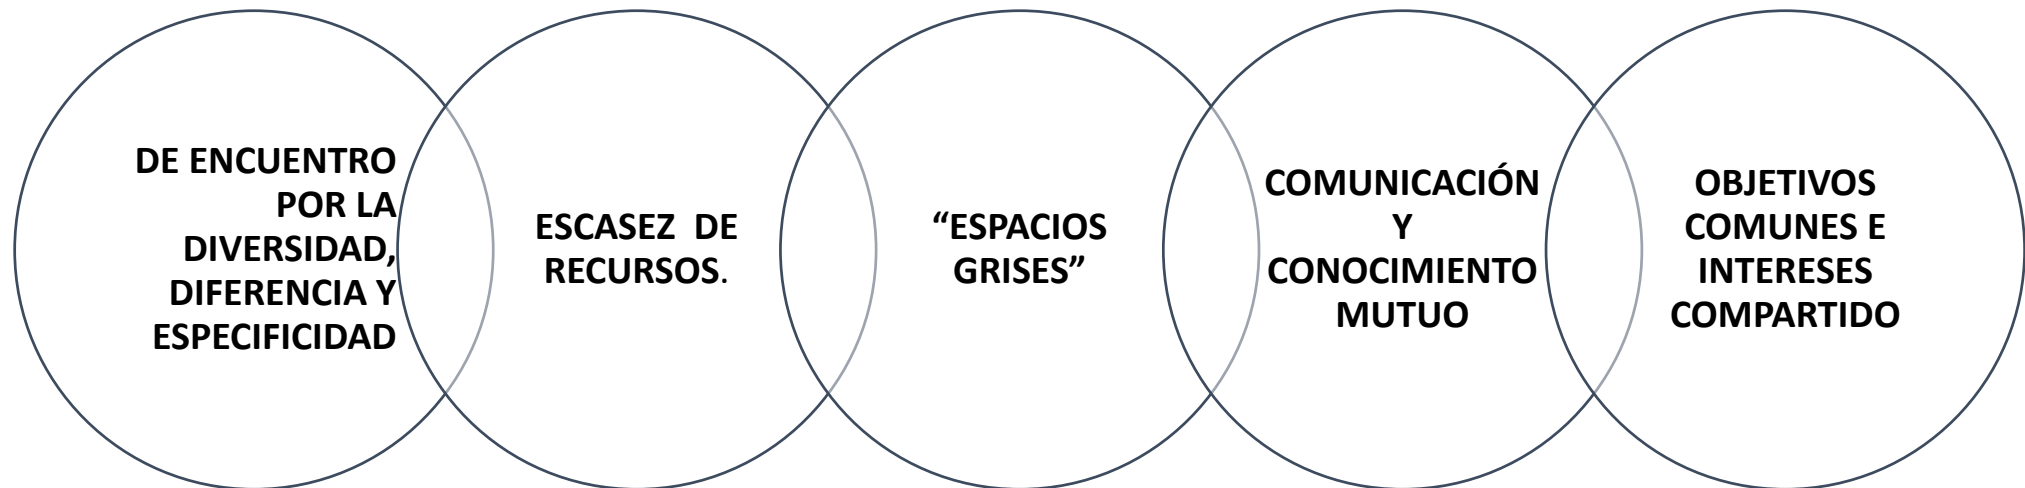 DE ENCUENTRO
POR LA
DIVERSIDAD,
DIFERENCIA Y
ESPECIFICIDAD
ESCASEZ  DE
RECURSOS.
“ESPACIOS
GRISES”
COMUNICACIÓN
Y
CONOCIMIENTO
MUTUO
OBJETIVOS
COMUNES E
INTERESES
COMPARTIDO